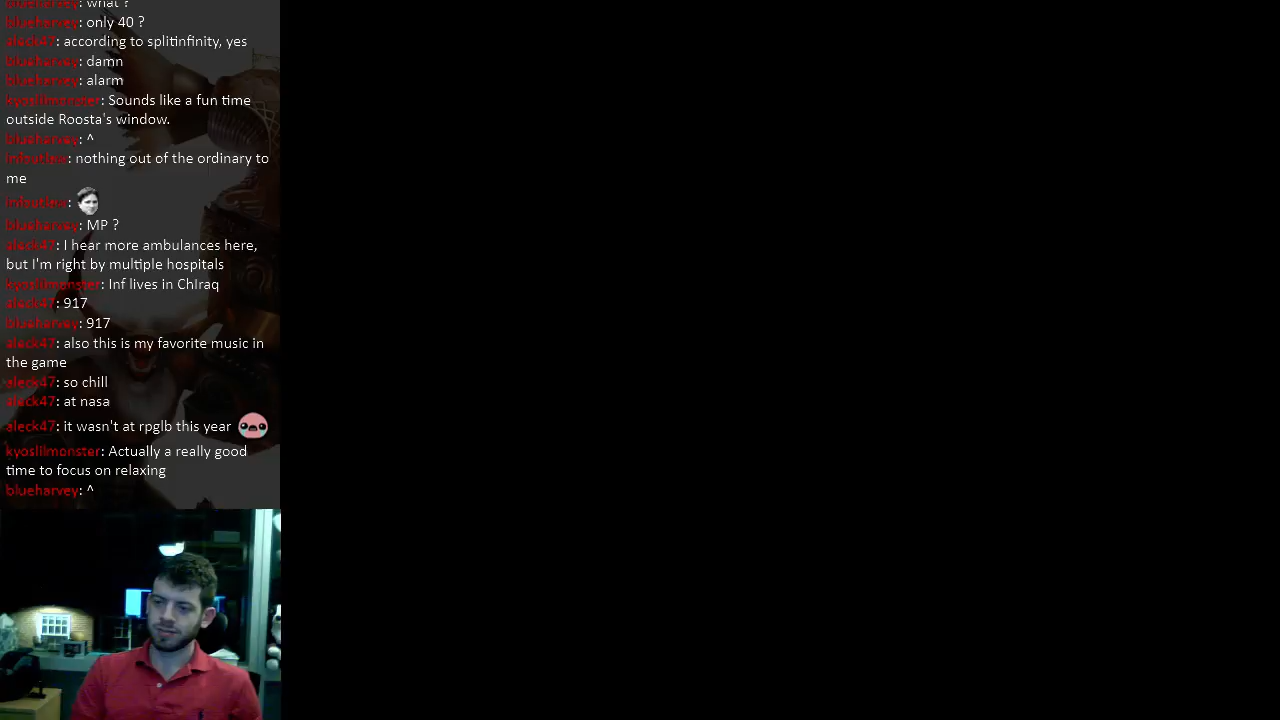 blueharvey: what ?
blueharvey: only 40 ?
aleck47: according to splitinfinity, yes
blueharvey: damn
blueharvey: alarm
kyoslilmonster: Sounds like a fun time
outside Roosta's window.
blueharvey: ^
: nothing out of the ordinary to
me
blueharvey: MP ?
aleck47: I hear more ambulances here,
but I'm right by multiple hospitals
kyoslilmonster: Inf lives in ChIraq
aleck47: 917
blueharvey: 917
aleck47: also this is my favorite music in
the game
aleck47: so chill
aleck47: at nasa
aleck47: it wasn't at rpglb this year
kyoslilmonster: Actually a really good
time to focus on relaxing
blueharvey: ^